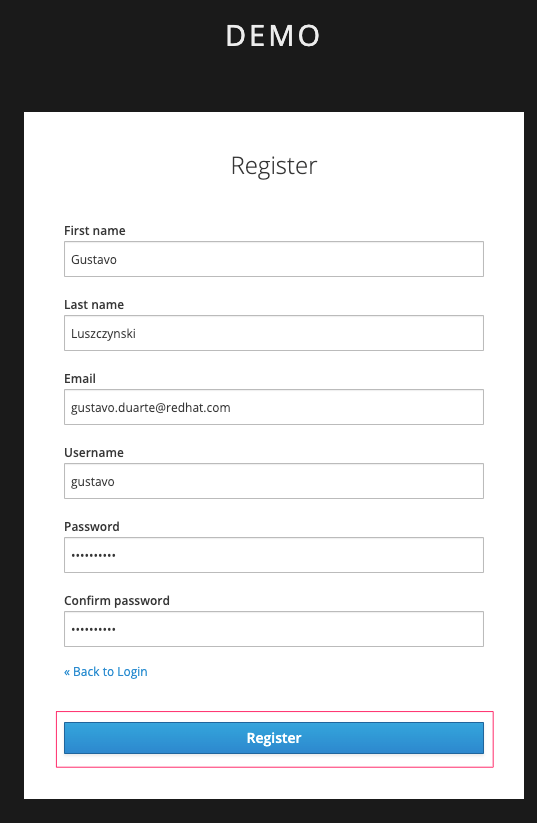 DEMO
Register
First name
Gustavo
Last name
Luszczynski
Email
gustavo.duarte@redhat.com
Username
gustavo
Password
••••••••••
Confirm password
••••••••••
« Back to Login
Register